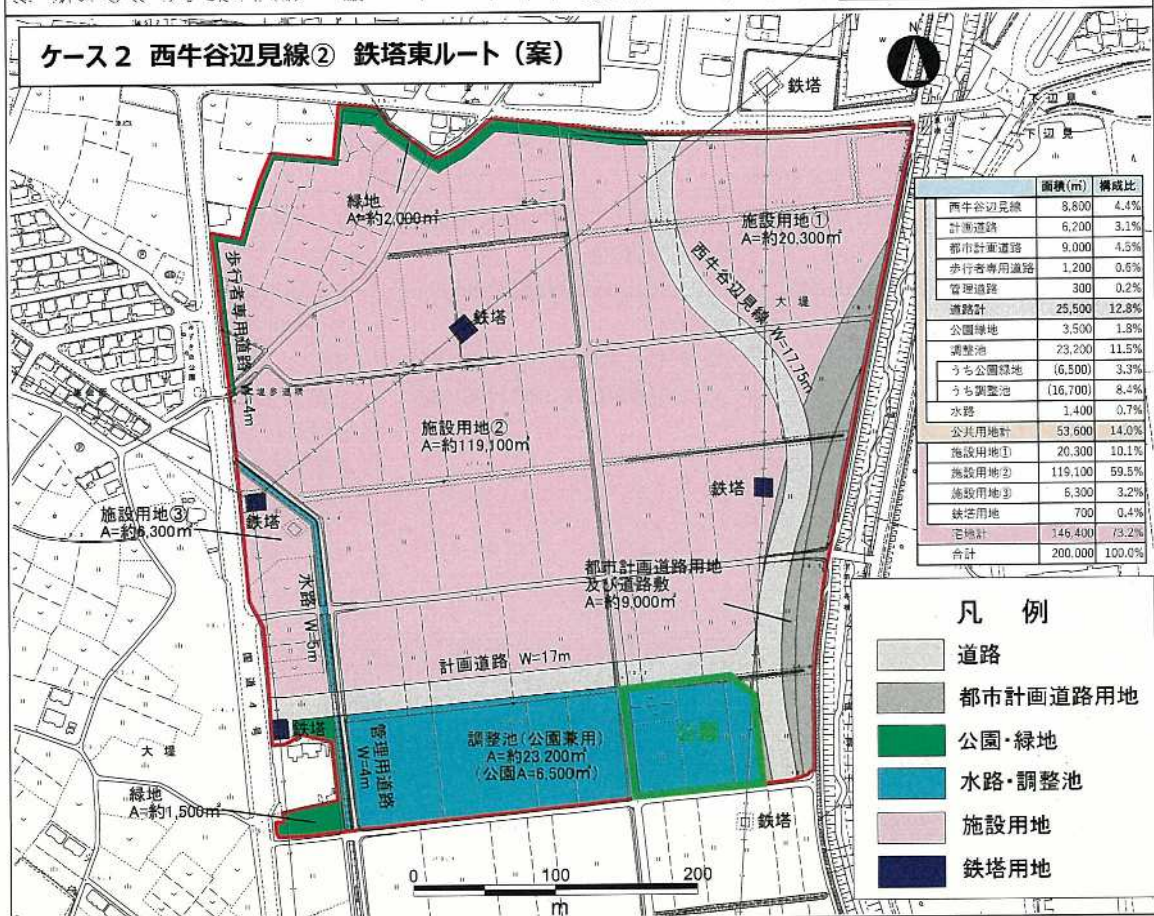 ケース2 西牛谷辺見線② 鉄塔東ルート(案)
N
W
鉄塔
下辺見
下辺見
緑地
A=約2,000㎡
施設用地①
A=約20,300㎡
西牛谷辺見線 W=17.75m
大堤
歩行者専用道路 W=4m
鉄塔
施設用地②
A=約119,100㎡
鉄塔
施設用地③
A=約6,300㎡
鉄塔
水路 W=5m
都市計画道路用地
及び道路敷
A=約9,000㎡
計画道路 W=17m
国道4号
大堤
鉄塔
管理用道路
W=4m
調整池(公園兼用)
A=約23,200㎡
(公園A=6,500㎡)
公園
緑地
A=約1,500㎡
鉄塔
0 100 200
m
面積(㎡) 構成比
西牛谷辺見線 8,800 4.4%
計画道路 6,200 3.1%
都市計画道路 9,000 4.5%
歩行者専用道路 1,200 0.6%
管理道路 300 0.2%
道路計 25,500 12.8%
公園緑地 3,500 1.8%
調整池 23,200 11.5%
うち公園緑地 (6,500) 3.3%
うち調整池 (16,700) 8.4%
水路 1,400 0.7%
公共用地計 53,600 14.0%
施設用地① 20,300 10.1%
施設用地② 119,100 59.5%
施設用地③ 6,300 3.2%
鉄塔用地 700 0.4%
宅地計 146,400 73.2%
合計 200,000 100.0%
凡例
道路
都市計画道路用地
公園・緑地
水路・調整池
施設用地
鉄塔用地